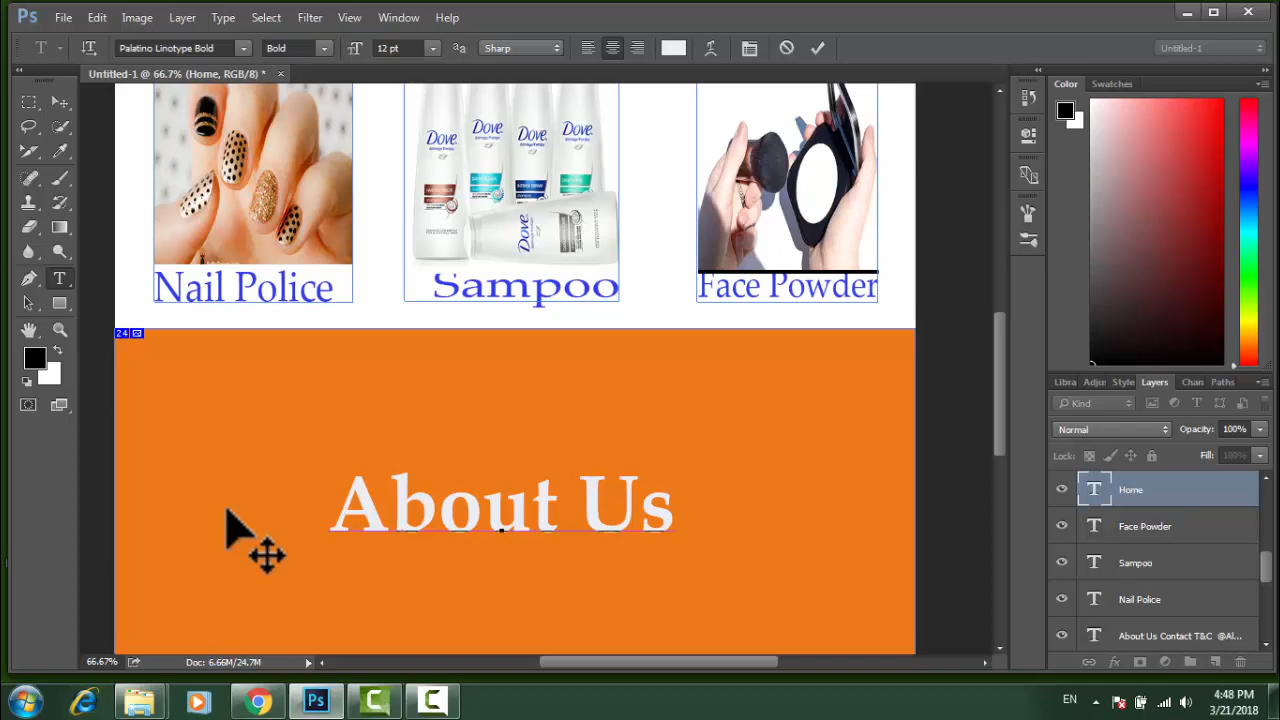 Ps File Edit Image Layer Type Select Filter View Window Help
T Palatino Linotype Bold Bold 12 pt Sharp Untitled-1
Untitled-1 @ 66.7% (Home, RGB/8) *
Color Swatches
Dove Dove Dove Dove
Dove
Nail Police Sampoo Face Powder
24
About Us
Libra Adju Style Layers Chan Paths
Kind
Normal Opacity: 100%
Lock: Fill: 100%
T Home
T Face Powder
T Sampoo
T Nail Police
T About Us Contact T&C @Al...
66.67% Doc: 6.66M/24.7M
EN 4:48 PM
3/21/2018